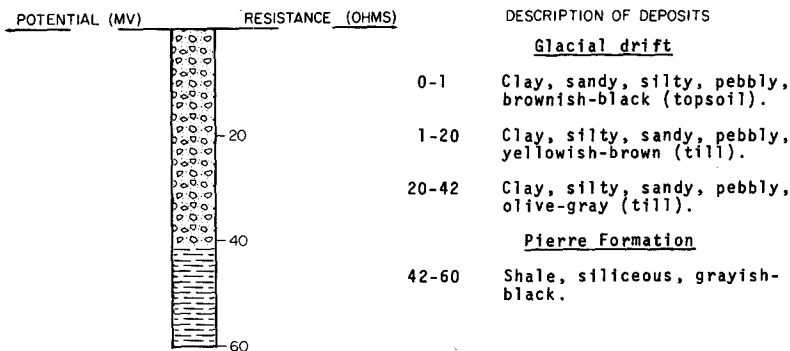 POTENTIAL (MV) RESISTANCE (OHMS) DESCRIPTION OF DEPOSITS
Glacial drift
0-1 Clay, sandy, silty, pebbly,
brownish-black (topsoil).
1-20 Clay, silty, sandy, pebbly,
yellowish-brown (till).
20
20-42 Clay, silty, sandy, pebbly,
olive-gray (till).
40
Pierre Formation
42-60 Shale, siliceous, grayish-
black.
60